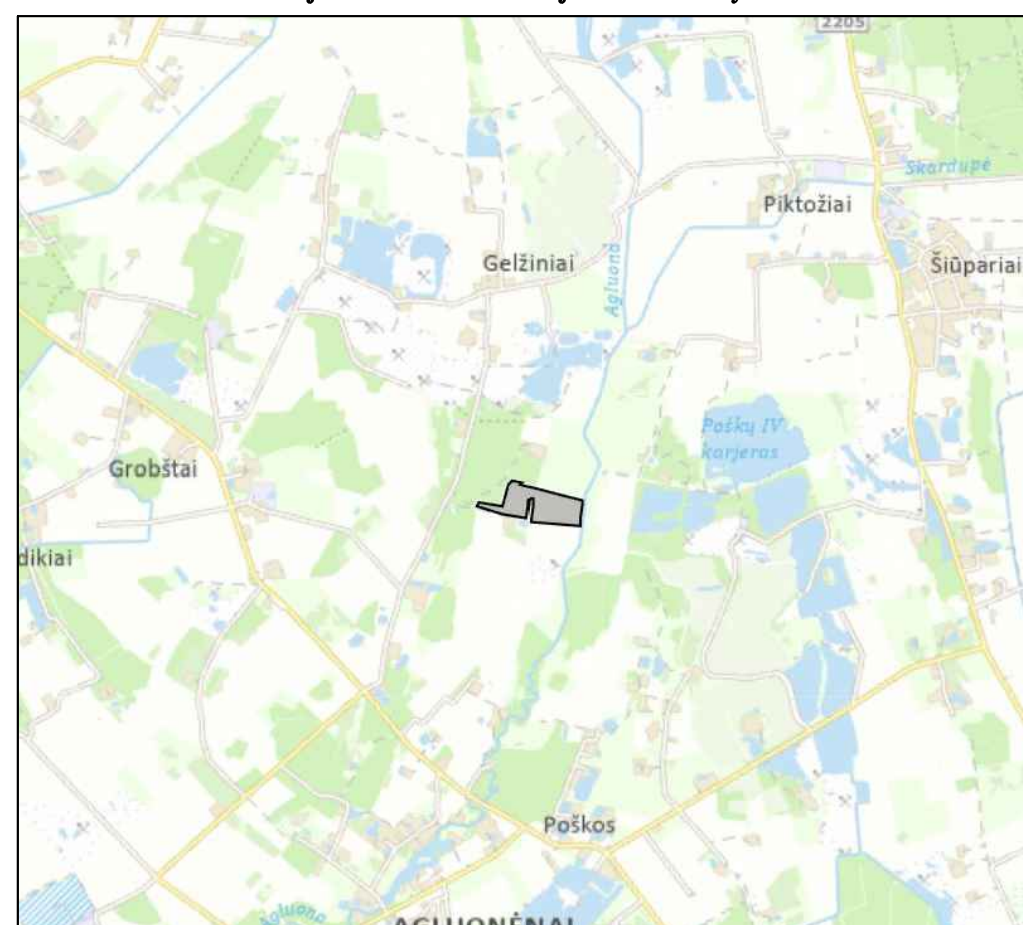 2205
Skardupė
Piktožiai
Gelžiniai
Agluona
Šiūpariai
Poškų IV
karjeras
Grobštai
dikiai
Poškos
Agluona
AGLUONĖNAI